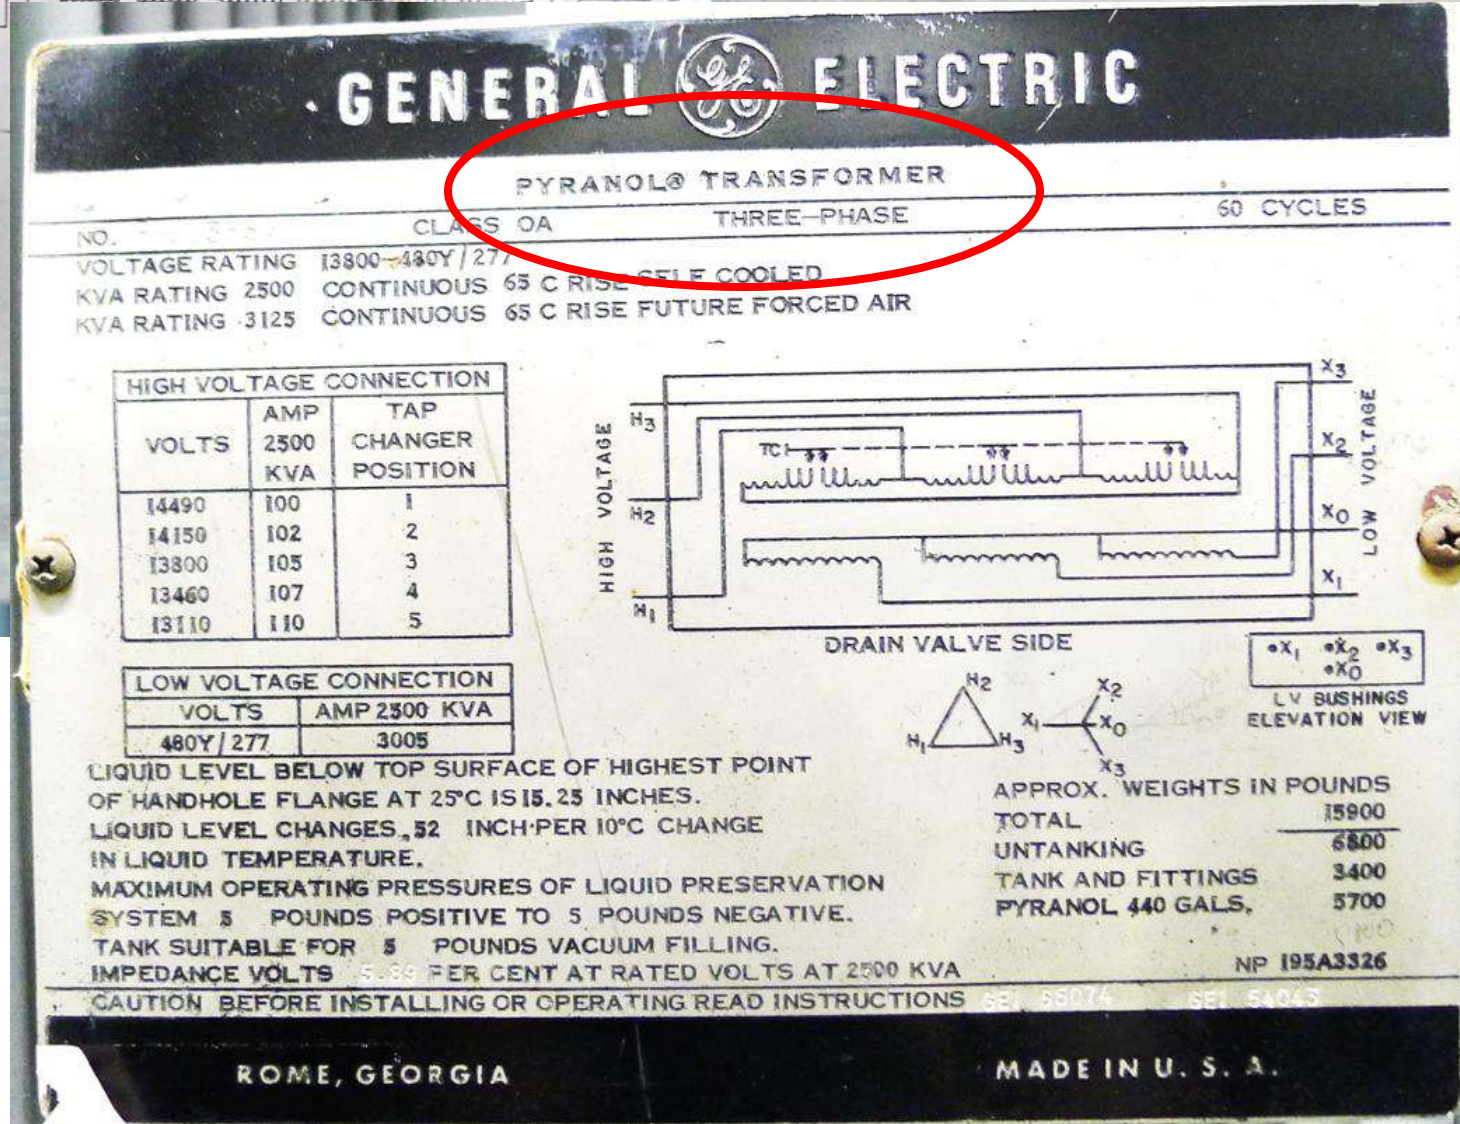 GENERAL GE ELECTRIC
PYRANOL® TRANSFORMER
NO. CLASS OA THREE-PHASE 60 CYCLES
VOLTAGE RATING 13800-480Y/277
KVA RATING 2500 CONTINUOUS 65 C RISE SELF COOLED
KVA RATING 3125 CONTINUOUS 65 C RISE FUTURE FORCED AIR
HIGH VOLTAGE CONNECTION
VOLTS AMP 2500 KVA TAP CHANGER POSITION
14490 100 1
14150 102 2
13800 105 3
13460 107 4
13110 110 5
LOW VOLTAGE CONNECTION
VOLTS AMP 2500 KVA
480Y/277 3005
HIGH VOLTAGE
H3
H2
H1
TC
X3
X2
X0
X1
LOW VOLTAGE
DRAIN VALVE SIDE
H2
H1 H3
X2
X1 X0
X3
X1 X2 X3
X0
LV BUSHINGS
ELEVATION VIEW
LIQUID LEVEL BELOW TOP SURFACE OF HIGHEST POINT
OF HANDHOLE FLANGE AT 25°C IS 15.25 INCHES.
LIQUID LEVEL CHANGES .52 INCH PER 10°C CHANGE
IN LIQUID TEMPERATURE.
MAXIMUM OPERATING PRESSURES OF LIQUID PRESERVATION
SYSTEM 5 POUNDS POSITIVE TO 5 POUNDS NEGATIVE.
TANK SUITABLE FOR 5 POUNDS VACUUM FILLING.
IMPEDANCE VOLTS PER CENT AT RATED VOLTS AT 2500 KVA
APPROX. WEIGHTS IN POUNDS
TOTAL 15900
UNTANKING 6800
TANK AND FITTINGS 3400
PYRANOL 440 GALS. 5700
NP 195A3326
CAUTION BEFORE INSTALLING OR OPERATING READ INSTRUCTIONS GEI
ROME, GEORGIA
MADE IN U. S. A.